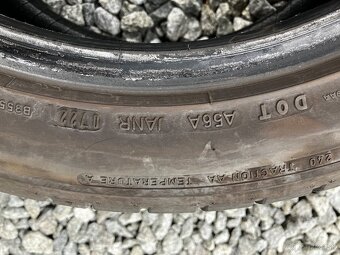 DOT A56A JANR 1722
240 TRACTION AA TEMPERATURE A